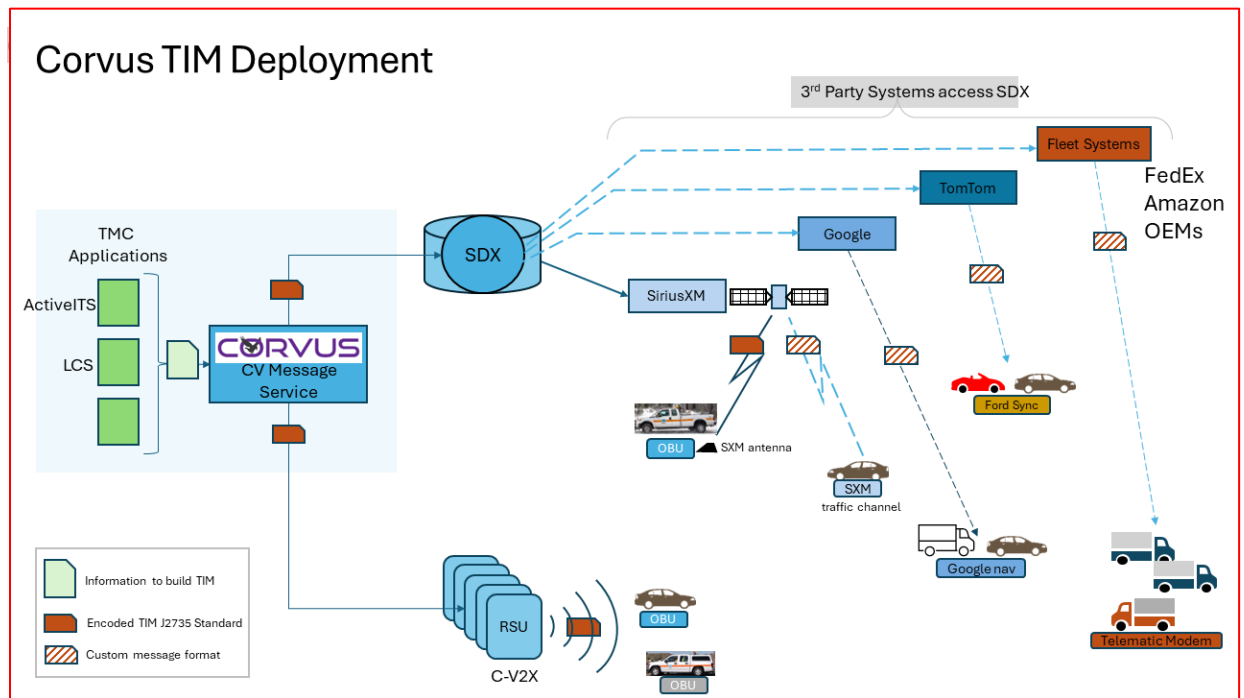 Corvus TIM Deployment
3rd Party Systems access SDX
Fleet Systems
FedEx
Amazon
OEMs
TomTom
Google
SDX
SiriusXM
TMC
Applications
ActiveITS
LCS
CORVUS
CV Message
Service
OBU
SXM antenna
SXM
traffic channel
Ford Sync
Google nav
Telematic Modem
RSU
C-V2X
OBU
OBU
Information to build TIM
Encoded TIM J2735 Standard
Custom message format